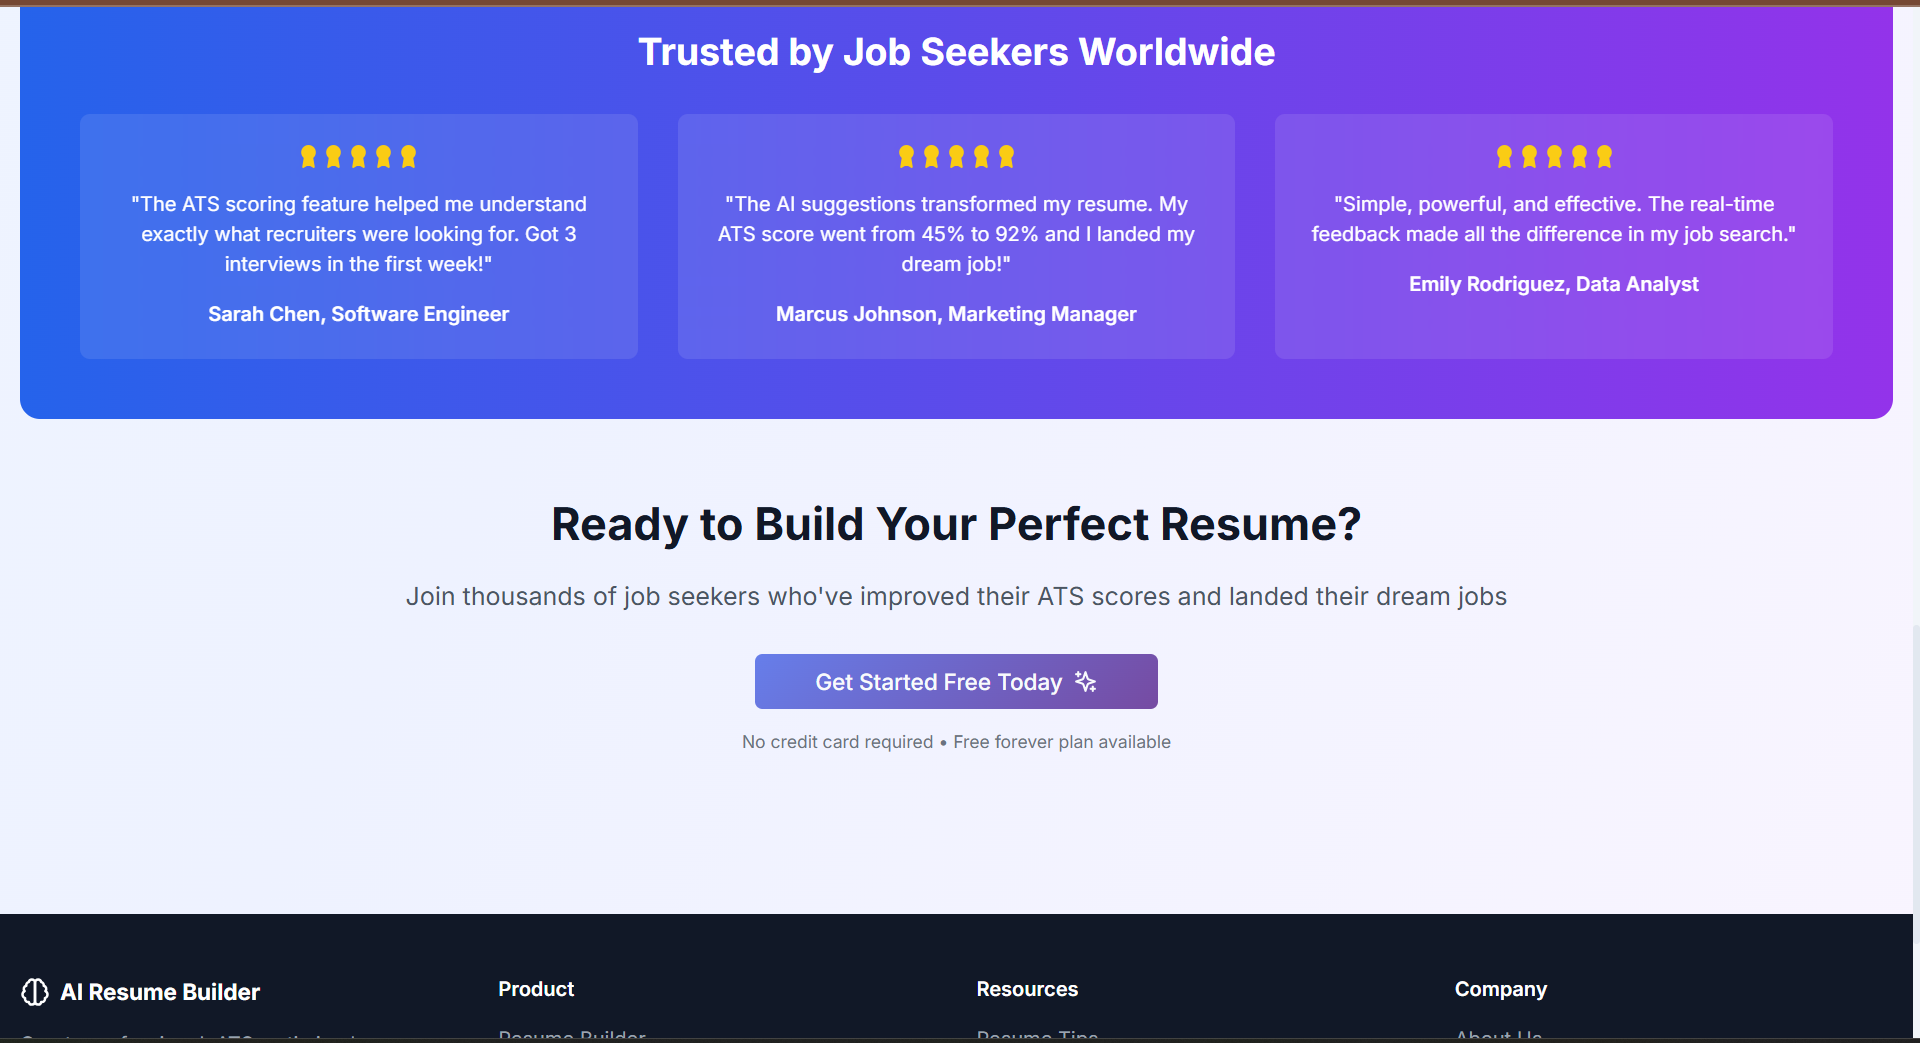 Trusted by Job Seekers Worldwide
"The ATS scoring feature helped me understand
exactly what recruiters were looking for. Got 3
interviews in the first week!"
Sarah Chen, Software Engineer
"The AI suggestions transformed my resume. My
ATS score went from 45% to 92% and I landed my
dream job!"
Marcus Johnson, Marketing Manager
"Simple, powerful, and effective. The real-time
feedback made all the difference in my job search."
Emily Rodriguez, Data Analyst
Ready to Build Your Perfect Resume?
Join thousands of job seekers who've improved their ATS scores and landed their dream jobs
Get Started Free Today
No credit card required • Free forever plan available
AI Resume Builder
Product
Resume Builder
Resources
Resume Tips
Company
About Us